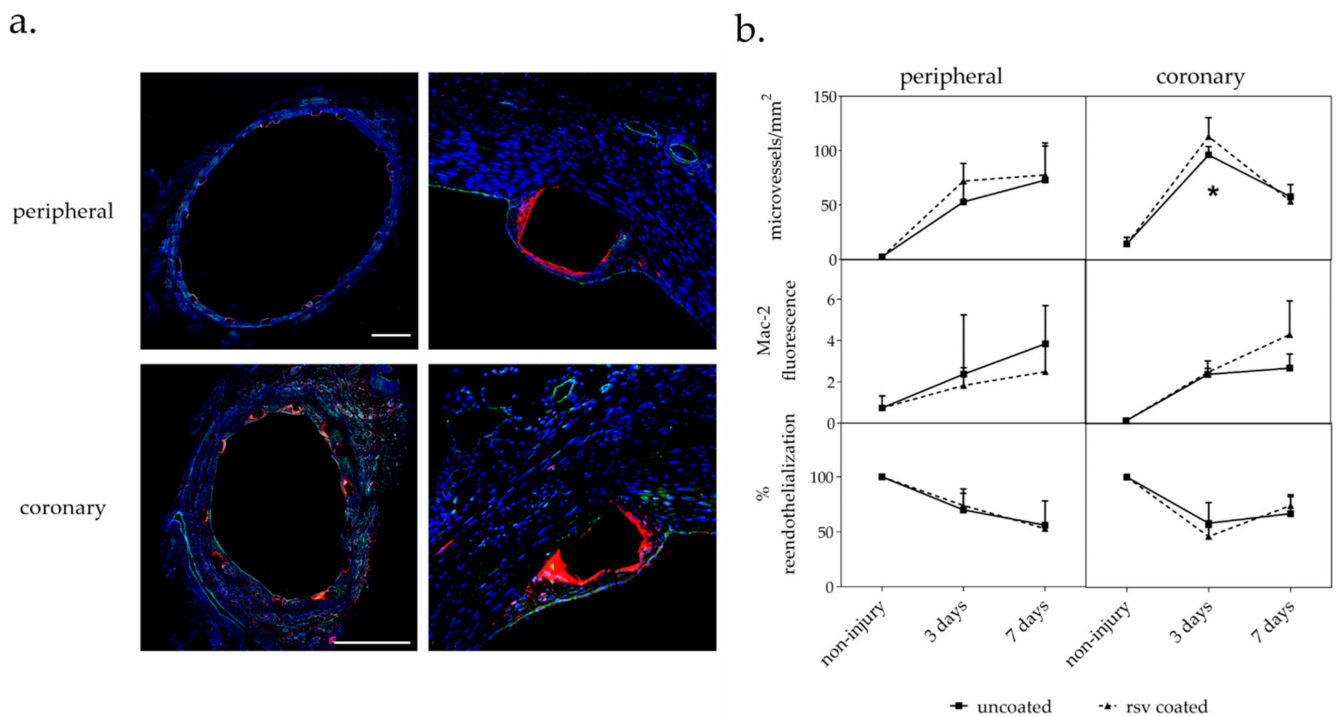 a.
peripheral
coronary
b.
peripheral coronary
microvessels/mm²
150
100
50
0
*
Mac-2
fluorescence
6
4
2
0
%
reendothelialization
100
50
0
non-injury
3 days
7 days
non-injury
3 days
7 days
uncoated rsv coated